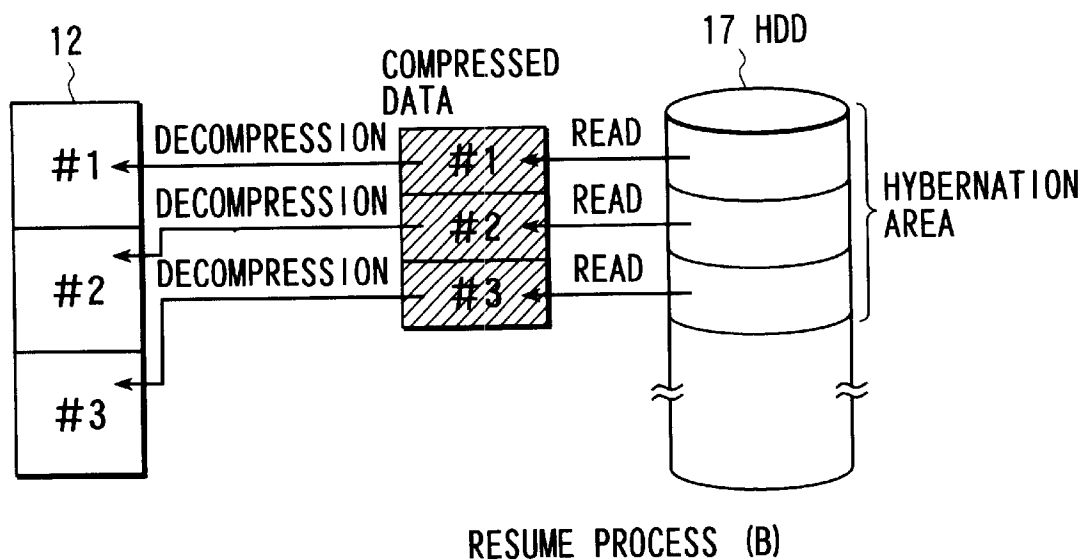 12
17 HDD
COMPRESSED
DATA
DECOMPRESSION
READ
#1
#1
HYBERNATION
AREA
DECOMPRESSION
READ
#2
#2
DECOMPRESSION
READ
#3
#3
RESUME PROCESS (B)